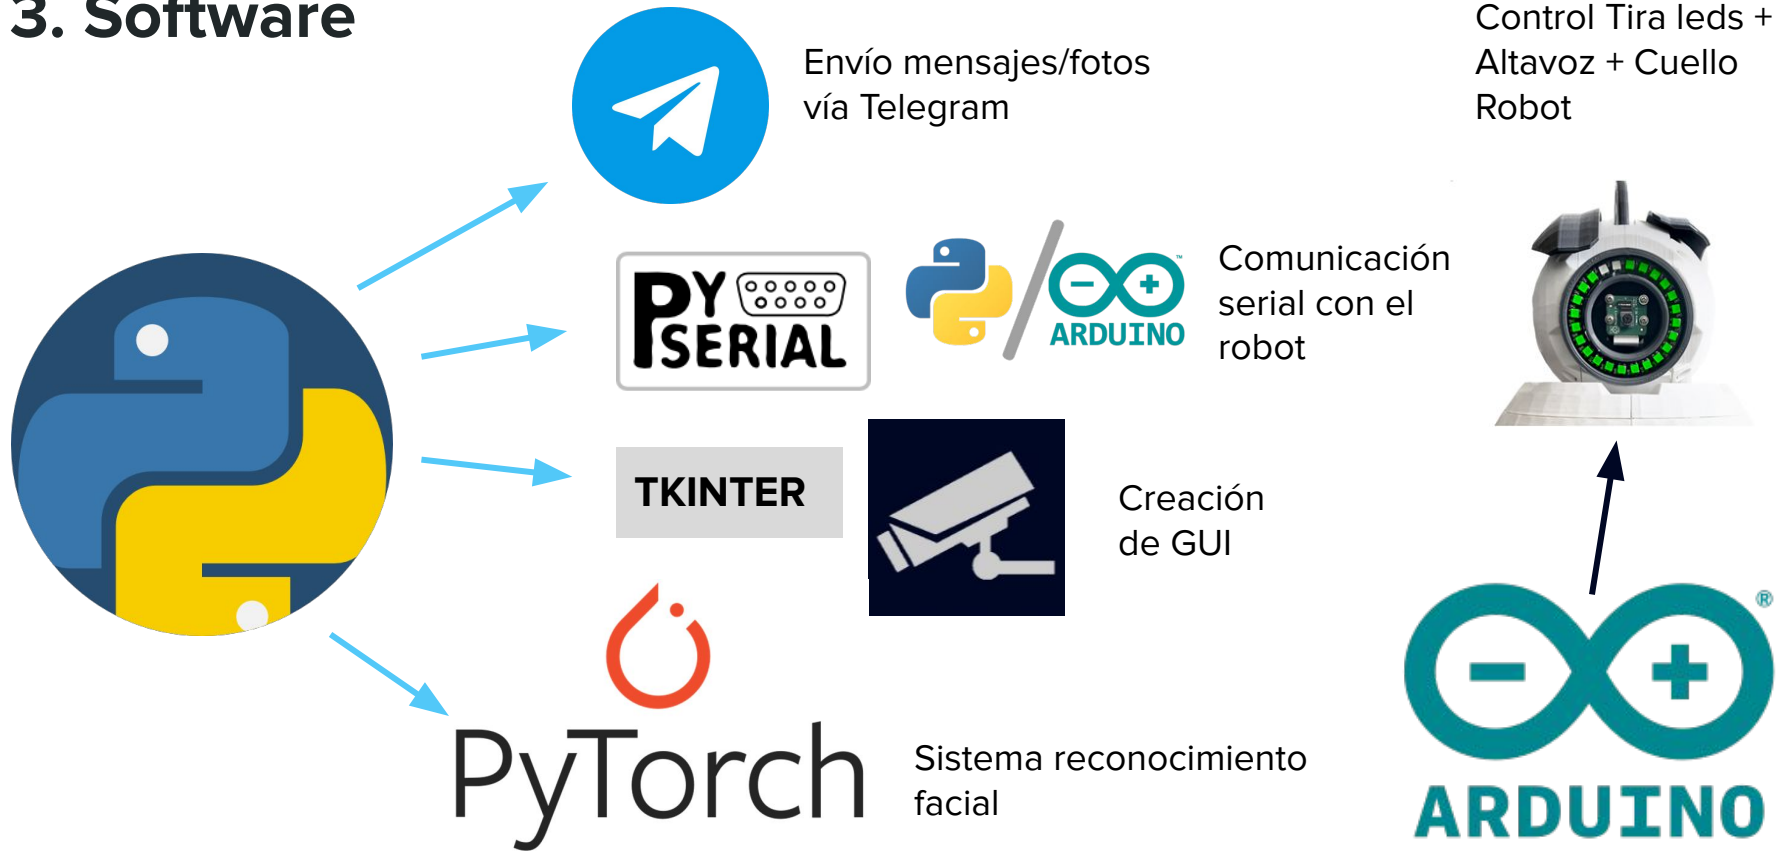 3. Software
Envío mensajes/fotos
vía Telegram
Control Tira leds +
Altavoz + Cuello
Robot
PY
SERIAL
ARDUINO
™
Comunicación
serial con el
robot
TKINTER
Creación
de GUI
PyTorch
Sistema reconocimiento
facial
®
ARDUINO